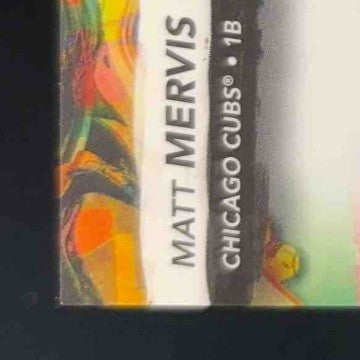 MATT MERVIS
CHICAGO CUBS® • 1B